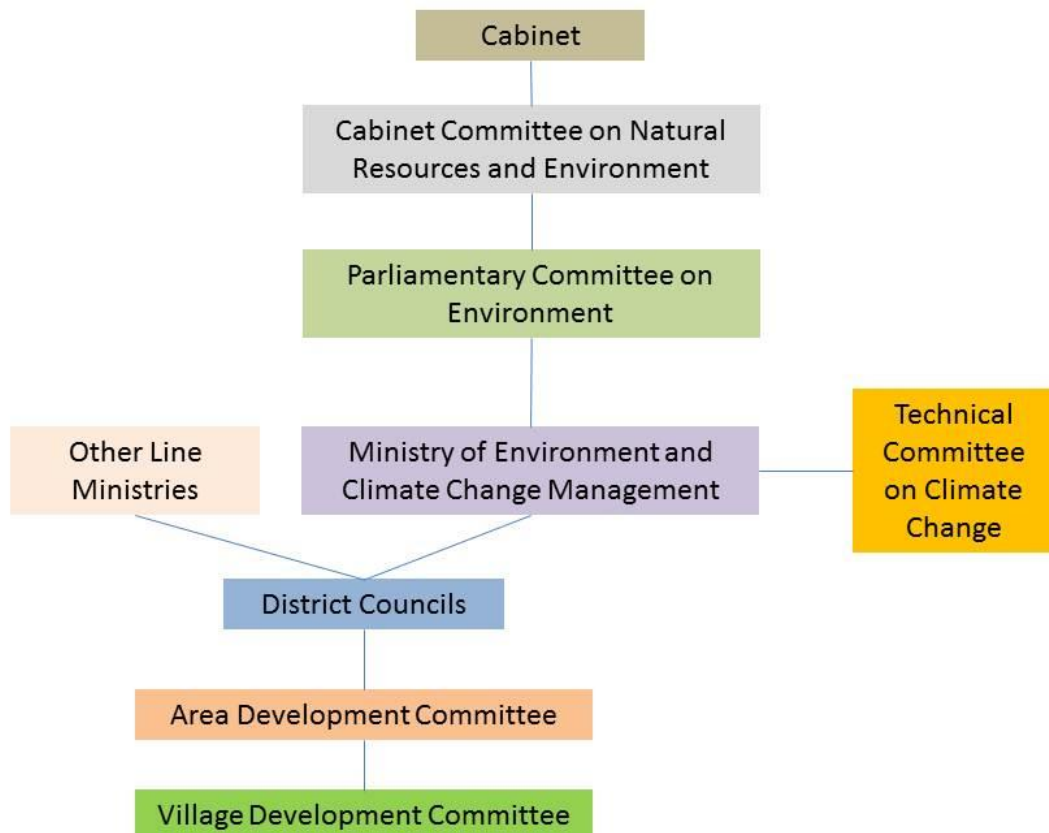 Cabinet
Cabinet Committee on Natural
Resources and Environment
Parliamentary Committee on
Environment
Other Line
Ministries
Ministry of Environment and
Climate Change Management
Technical
Committee
on Climate
Change
District Councils
Area Development Committee
Village Development Committee